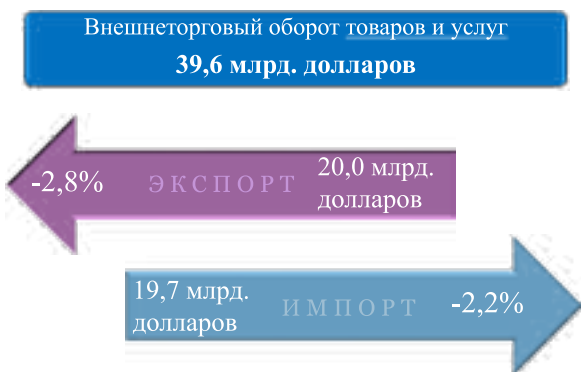 Внешнеторговый оборот товаров и услуг
39,6 млрд. долларов
-2,8%
ЭКСПОРТ
20,0 млрд.
долларов
19,7 млрд.
долларов
ИМПОРТ
-2,2%